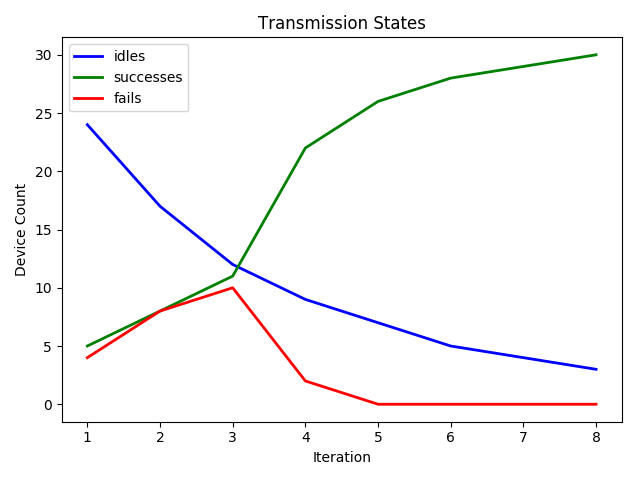 Transmission States
idles
successes
fails
Device Count
30
25
20
15
10
5
0
1 2 3 4 5 6 7 8
Iteration